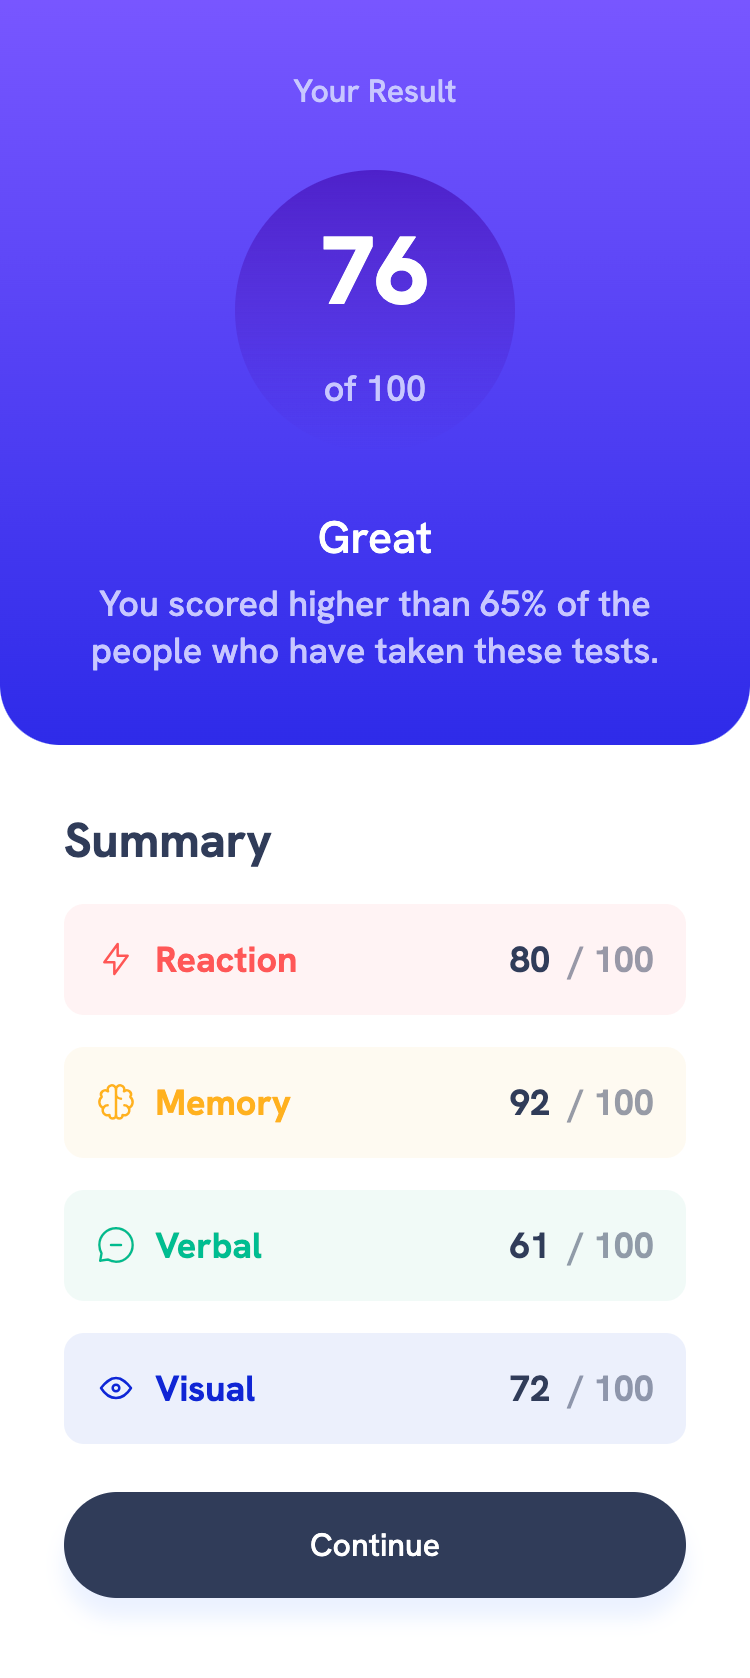 Your Result
76
of 100
Great
You scored higher than 65% of the
people who have taken these tests.
Summary
Reaction 80 / 100
Memory 92 / 100
Verbal 61 / 100
Visual 72 / 100
Continue